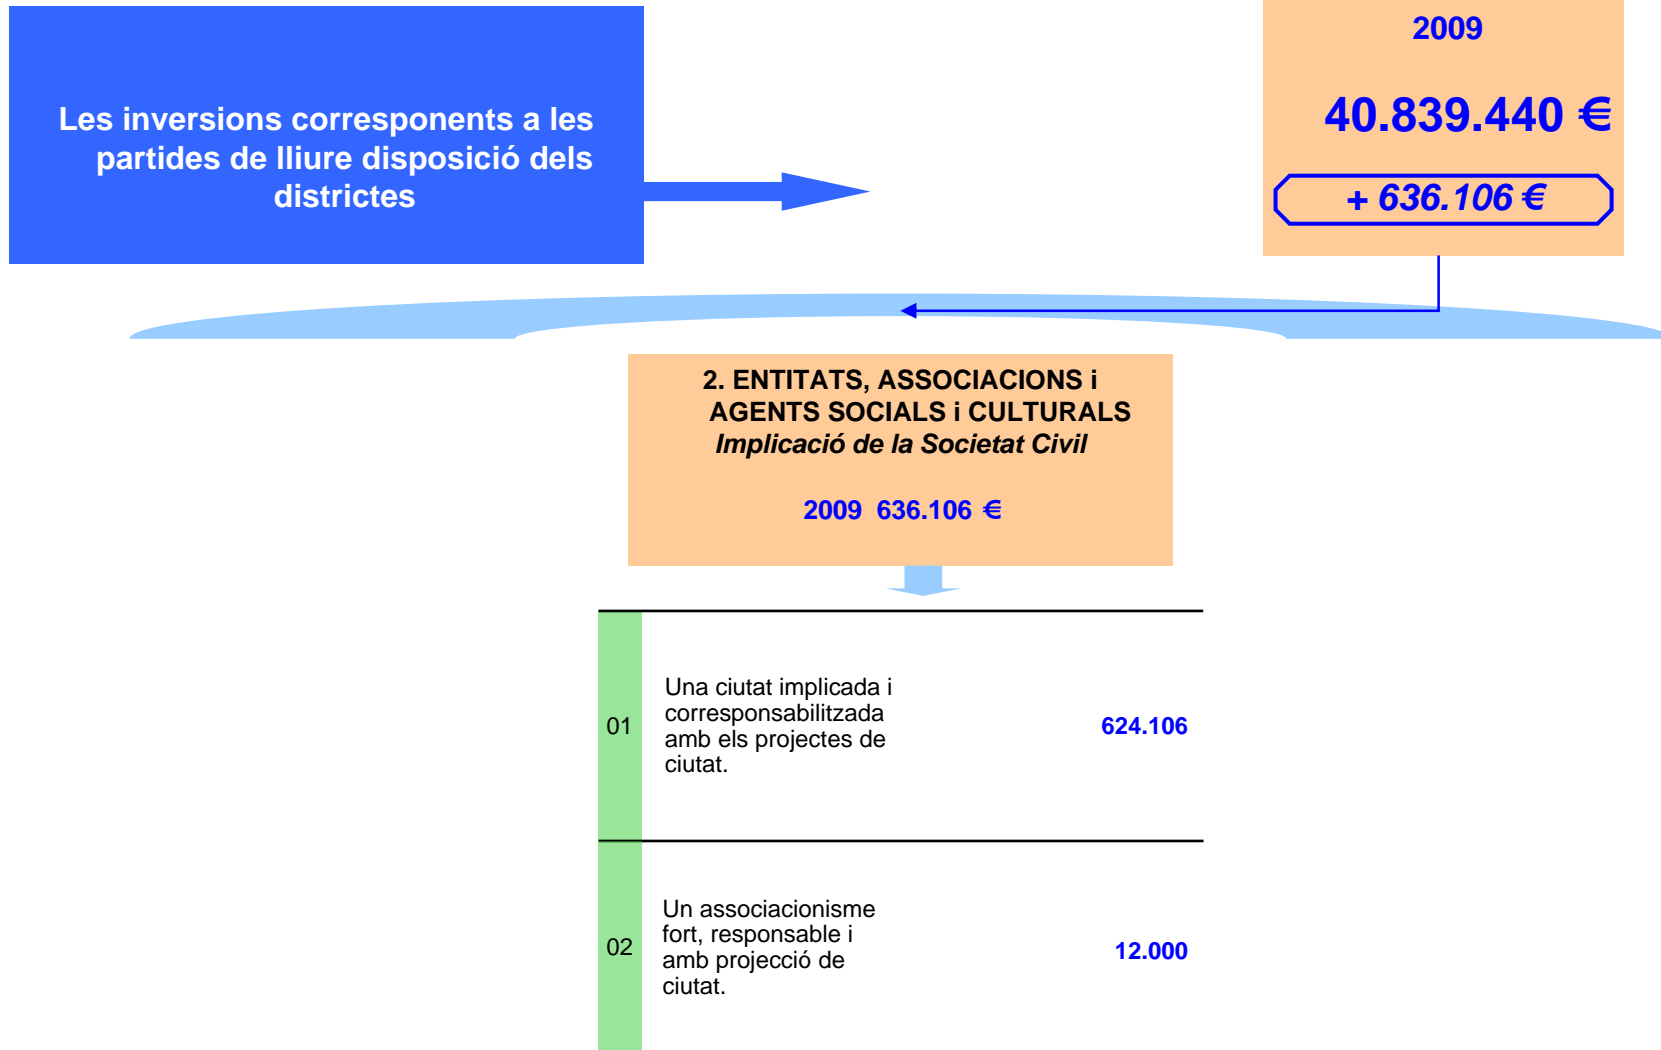 Les inversions corresponents a les
partides de lliure disposició dels
districtes
2009
40.839.440 €
+ 636.106 €
2. ENTITATS, ASSOCIACIONS i
AGENTS SOCIALS i CULTURALS
Implicació de la Societat Civil
2009 636.106 €
01
Una ciutat implicada i
corresponsabilitzada
amb els projectes de
ciutat.
624.106
02
Un associacionisme
fort, responsable i
amb projecció de
ciutat.
12.000